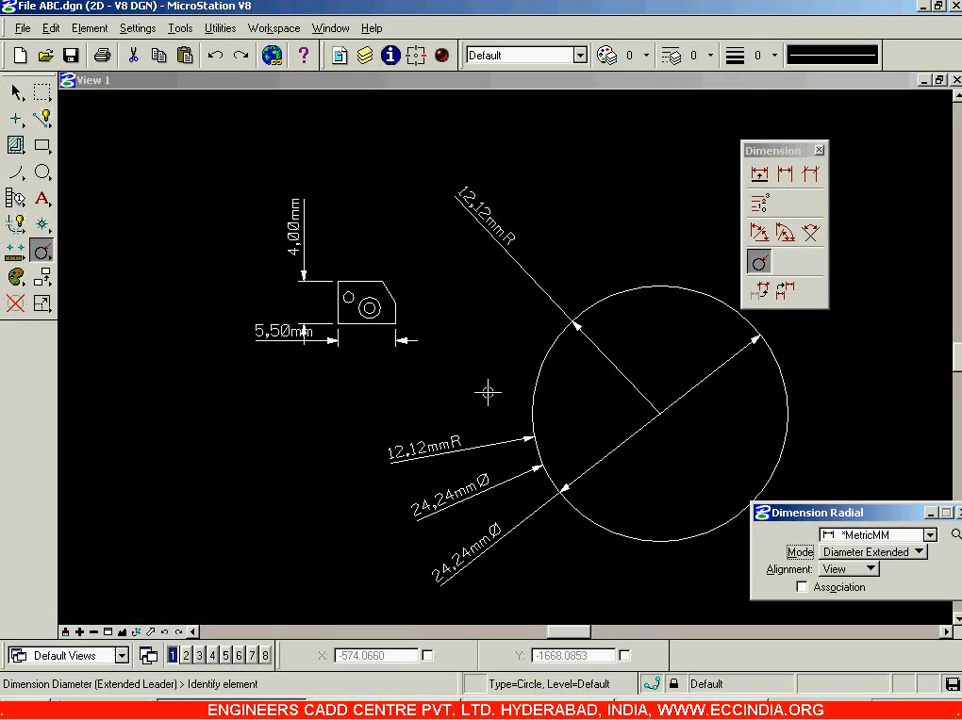 File ABC.dgn (2D - V8 DGN) - MicroStation V8
File Edit Element Settings Tools Utilities Workspace Window Help
Default 0 0 0
View 1
Dimension
12,12mmR
4,00mm
5,50mm
12,12mmR
24,24mmØ
24,24mmØ
Dimension Radial
*MetricMM
Mode Diameter Extended
Alignment: View
Association
Default Views 1 2 3 4 5 6 7 8 X: -574.0660 Y: -1668.0853
Dimension Diameter (Extended Leader) > Identify element Type=Circle, Level=Default Default
ENGINEERS CADD CENTRE PVT. LTD. HYDERABAD, INDIA, WWW.ECCINDIA.ORG